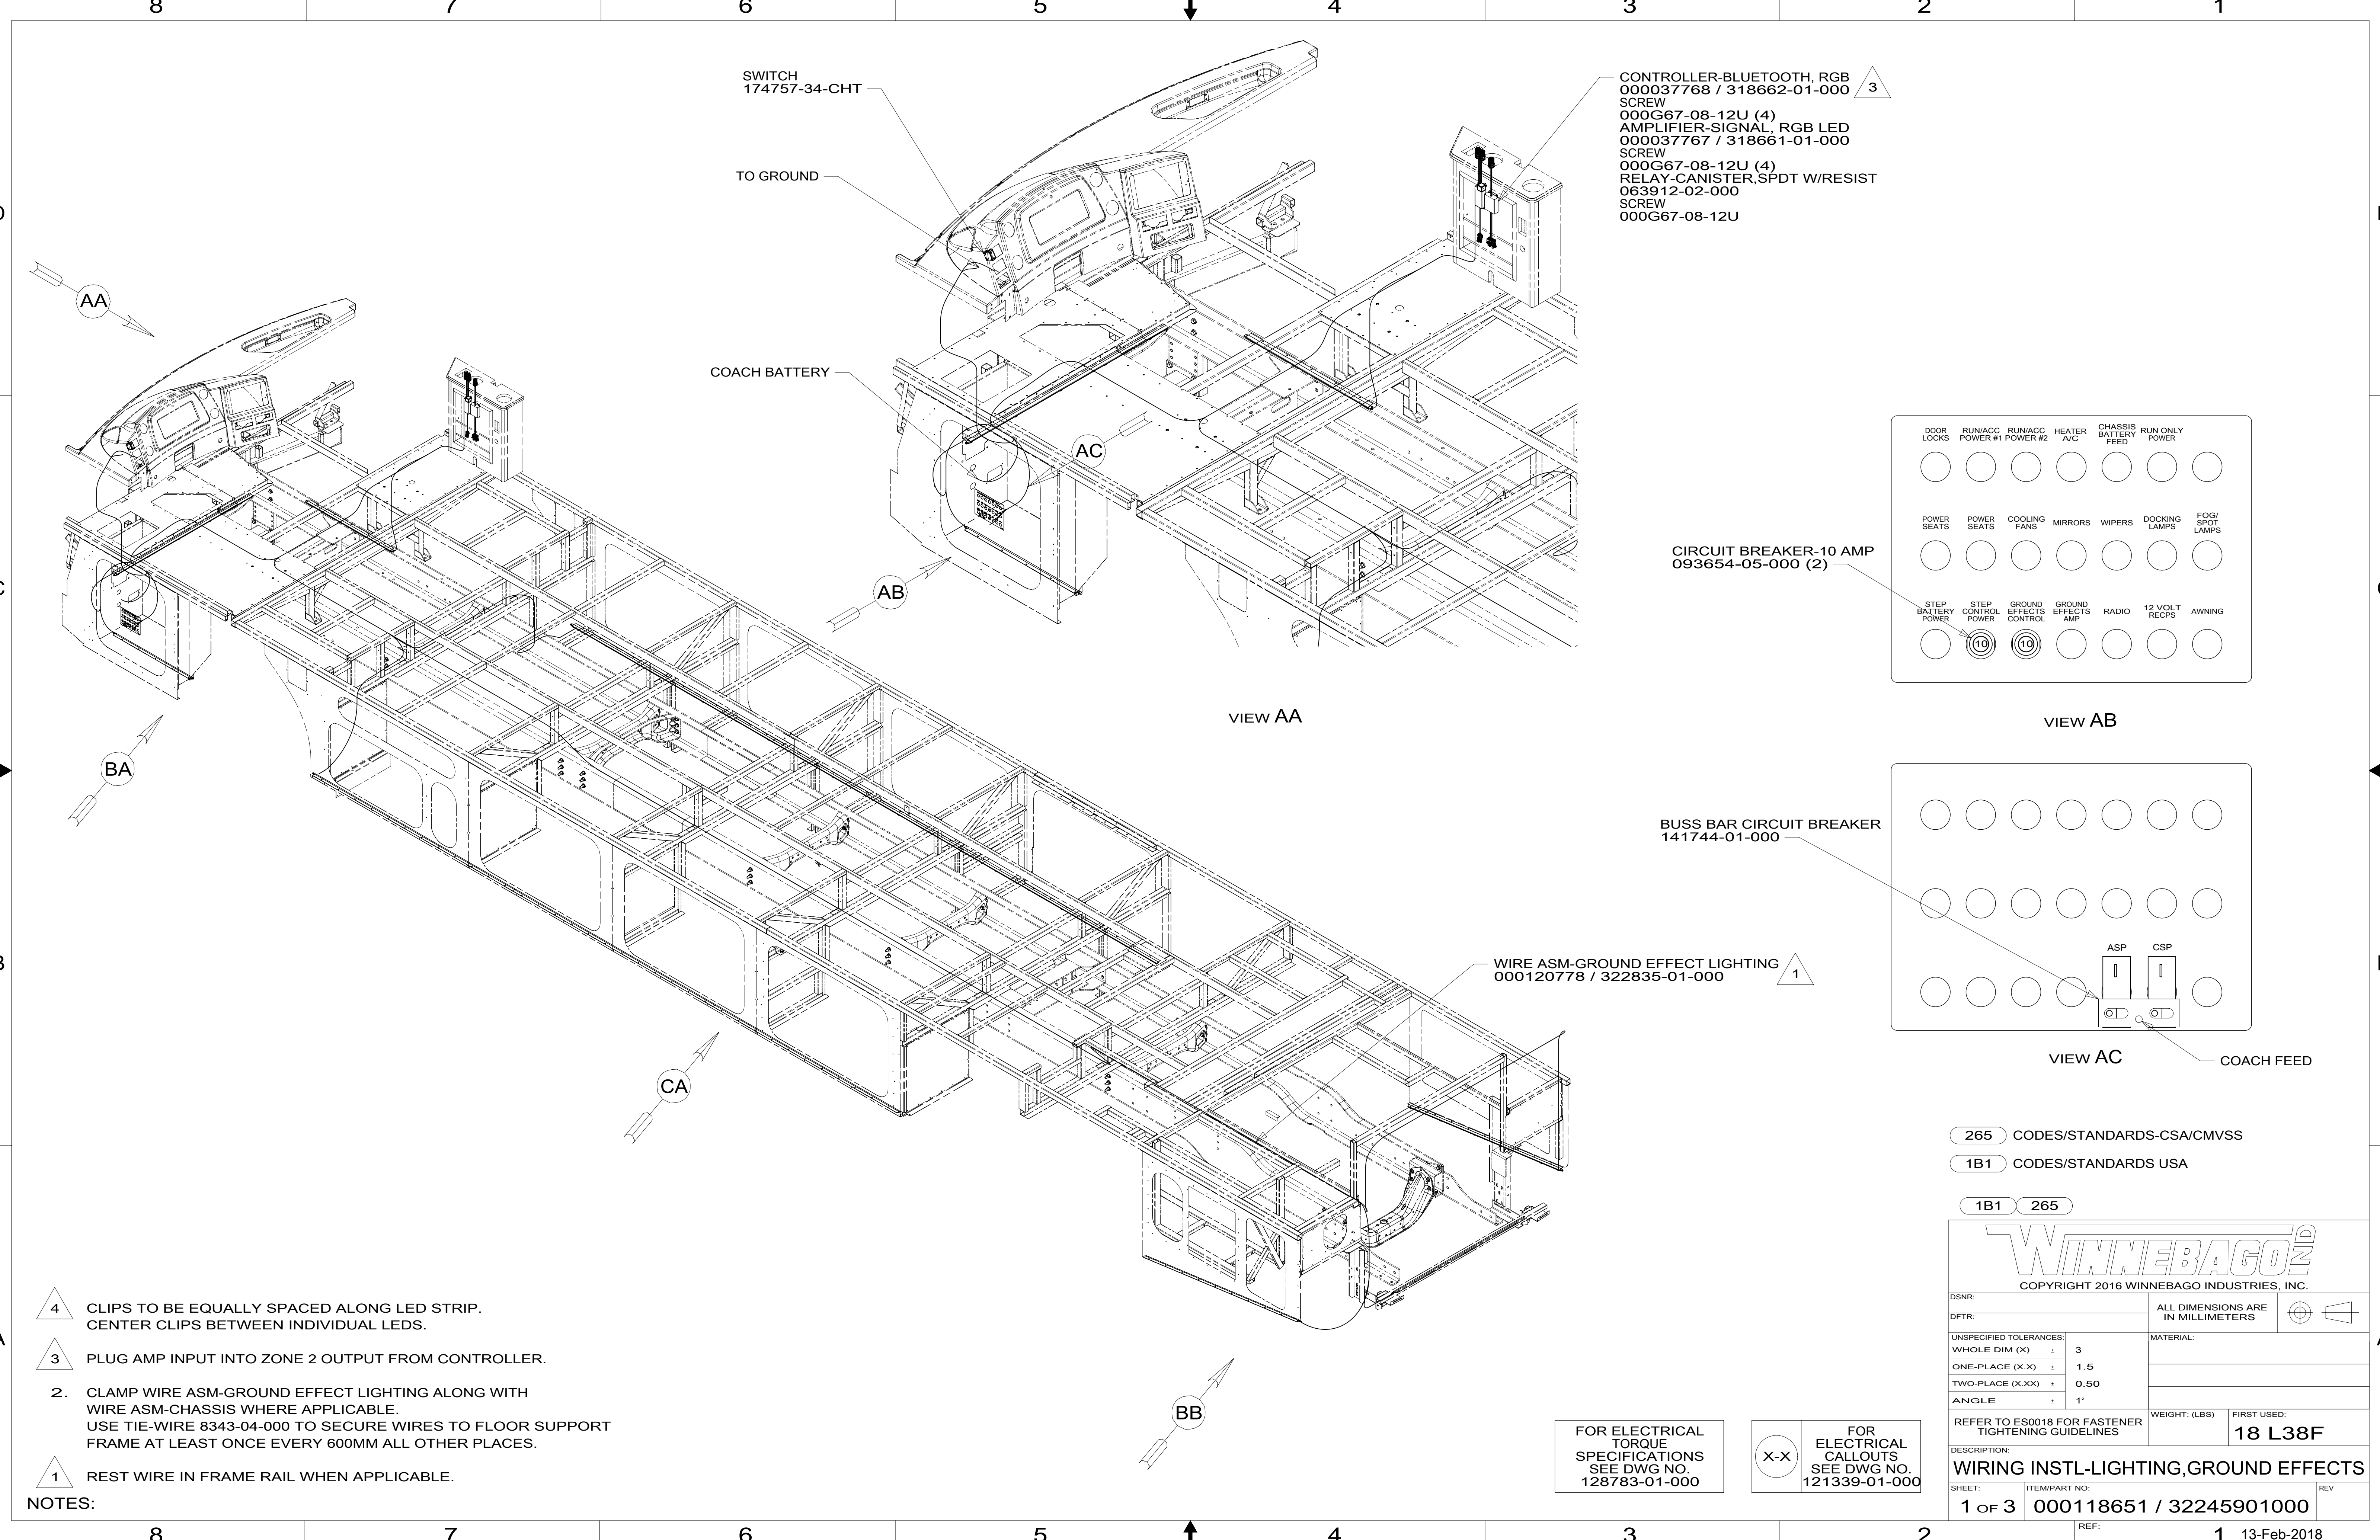 8 7 6 5 4 3 2 1
SWITCH
174757-34-CHT
TO GROUND
COACH BATTERY
CONTROLLER-BLUETOOTH, RGB
000037768 / 318662-01-000
3
SCREW
000G67-08-12U (4)
AMPLIFIER-SIGNAL, RGB LED
000037767 / 318661-01-000
SCREW
000G67-08-12U (4)
RELAY-CANISTER,SPDT W/RESIST
063912-02-000
SCREW
000G67-08-12U
AA
AC
AB
BA
CA
BB
VIEW AA
DOOR
LOCKS
RUN/ACC
POWER #1
RUN/ACC
POWER #2
HEATER
A/C
CHASSIS
BATTERY
FEED
RUN ONLY
POWER
POWER
SEATS
POWER
SEATS
COOLING
FANS
MIRRORS
WIPERS
DOCKING
LAMPS
FOG/
SPOT
LAMPS
CIRCUIT BREAKER-10 AMP
093654-05-000 (2)
STEP
BATTERY
POWER
STEP
CONTROL
POWER
GROUND
EFFECTS
CONTROL
GROUND
EFFECTS
AMP
RADIO
12 VOLT
RECPS
AWNING
10
10
VIEW AB
BUSS BAR CIRCUIT BREAKER
141744-01-000
ASP
CSP
VIEW AC
COACH FEED
WIRE ASM-GROUND EFFECT LIGHTING
000120778 / 322835-01-000
1
265 CODES/STANDARDS-CSA/CMVSS
1B1 CODES/STANDARDS USA
1B1 265
4 CLIPS TO BE EQUALLY SPACED ALONG LED STRIP.
CENTER CLIPS BETWEEN INDIVIDUAL LEDS.
3 PLUG AMP INPUT INTO ZONE 2 OUTPUT FROM CONTROLLER.
2. CLAMP WIRE ASM-GROUND EFFECT LIGHTING ALONG WITH
WIRE ASM-CHASSIS WHERE APPLICABLE.
USE TIE-WIRE 8343-04-000 TO SECURE WIRES TO FLOOR SUPPORT
FRAME AT LEAST ONCE EVERY 600MM ALL OTHER PLACES.
1 REST WIRE IN FRAME RAIL WHEN APPLICABLE.
NOTES:
FOR ELECTRICAL
TORQUE
SPECIFICATIONS
SEE DWG NO.
128783-01-000
X-X
FOR
ELECTRICAL
CALLOUTS
SEE DWG NO.
121339-01-000
WINNEBAGO IND
COPYRIGHT 2016 WINNEBAGO INDUSTRIES, INC.
DSNR:
DFTR:
ALL DIMENSIONS ARE
IN MILLIMETERS
UNSPECIFIED TOLERANCES:
WHOLE DIM (X) ± 3
ONE-PLACE (X.X) ± 1.5
TWO-PLACE (X.XX) ± 0.50
ANGLE ± 1°
MATERIAL:
REFER TO ES0018 FOR FASTENER
TIGHTENING GUIDELINES
WEIGHT: (LBS)
FIRST USED:
18 L38F
DESCRIPTION:
WIRING INSTL-LIGHTING,GROUND EFFECTS
SHEET:
1 OF 3
ITEM/PART NO:
000118651 / 32245901000
REV
REF:
8 7 6 5 4 3 2 1
13-Feb-2018